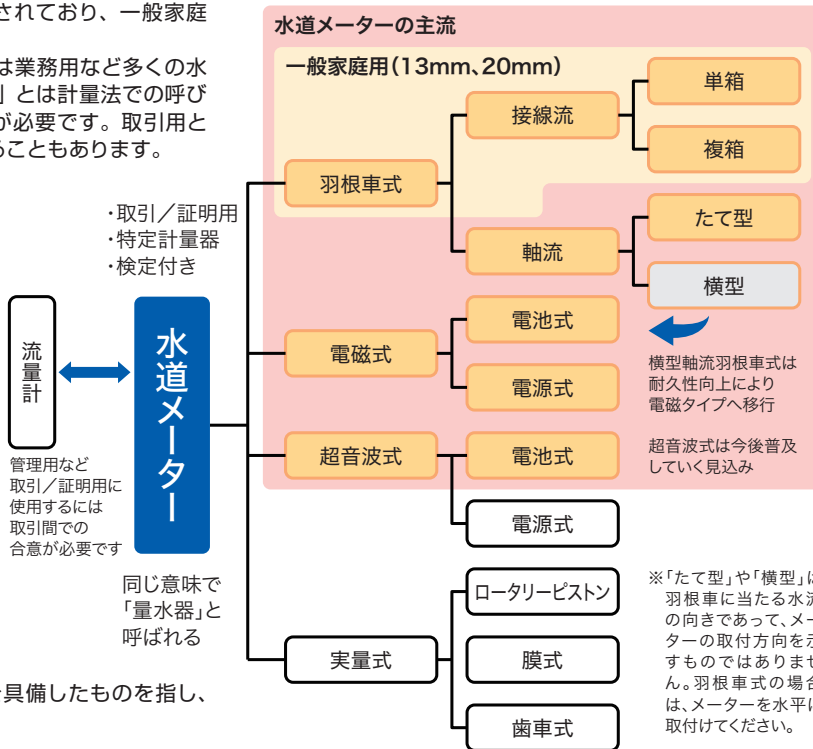 されており、一般家庭
は業務用など多くの水
」とは計量法での呼び
が必要です。取引用と
ることもあります。
水道メーターの主流
一般家庭用(13mm、20mm)
単箱
接線流
複箱
羽根車式
・取引／証明用
・特定計量器
・検定付き
たて型
軸流
横型
流量計
水道メーター
電池式
電磁式
電源式
横型軸流羽根車式は
耐久性向上により
電磁タイプへ移行
超音波式
電池式
超音波式は今後普及
していく見込み
電源式
管理用など
取引／証明用に
使用するには
取引間での
合意が必要です
同じ意味で
「量水器」と
呼ばれる
ロータリーピストン
実量式
膜式
歯車式
※「たて型」や「横型」は
羽根車に当たる水流
の向きであって、メー
ターの取付方向を示
すものではありませ
ん。羽根車式の場合
は、メーターを水平に
取付けてください。
を具備したものを指し、